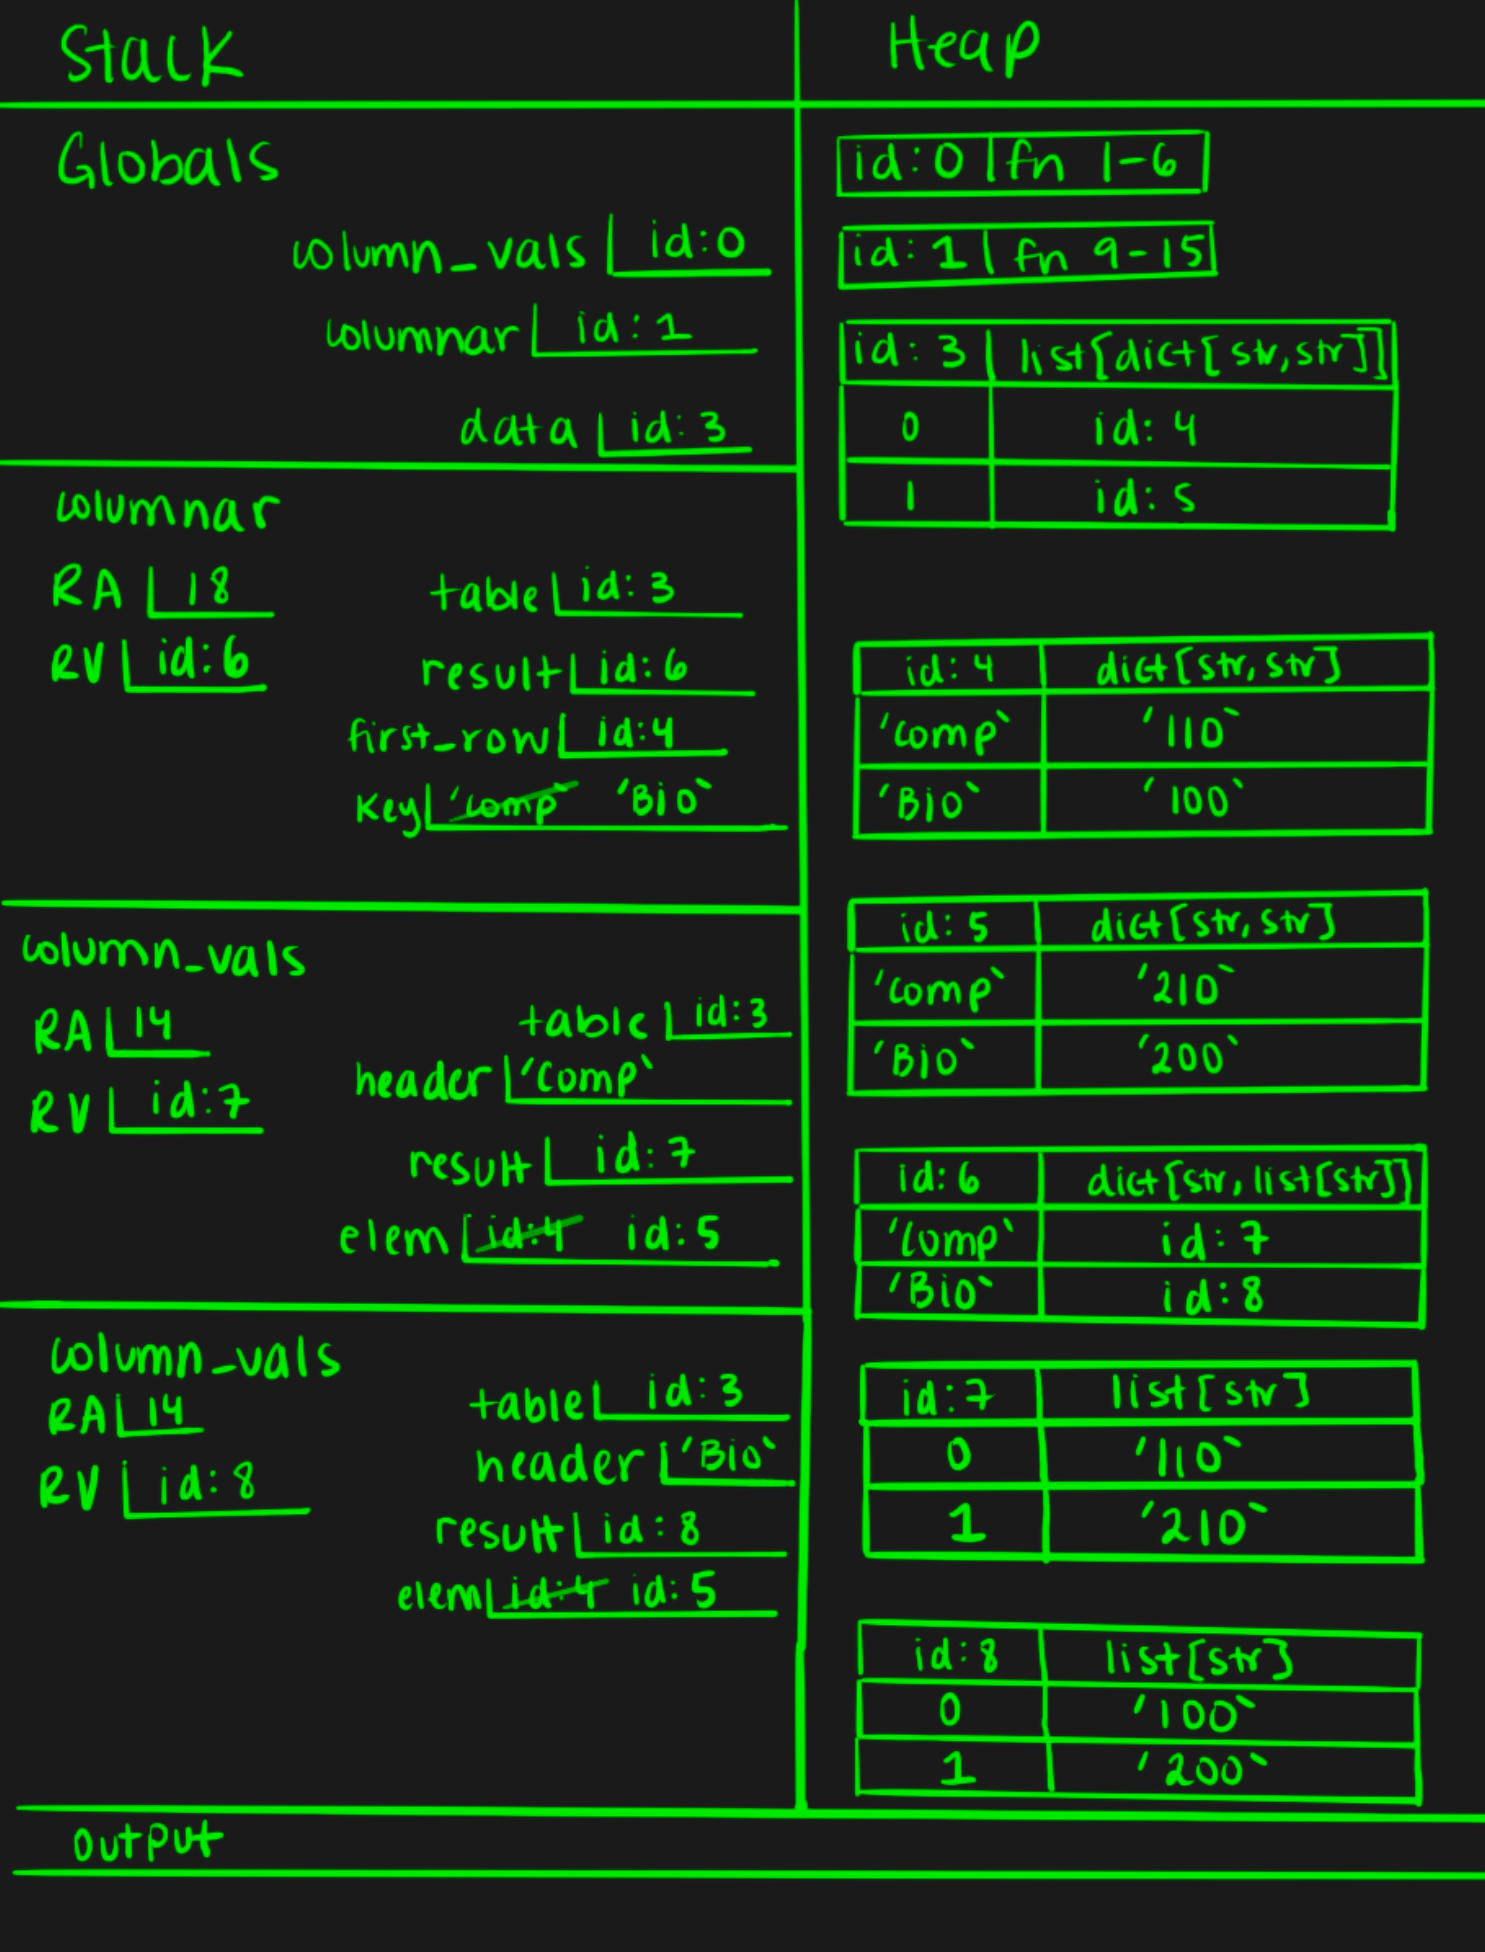 Stack
Globals
column_vals id:0
columnar id:1
data id:3
columnar
RA 18
RV id:6
table id:3
result id:6
first_row id:4
key 'comp` 'Bio`
column_vals
RA 14
RV id:7
table id:3
header 'Comp`
result id:7
elem id:4 id:5
column_vals
RA 14
RV id:8
table id:3
header 'Bio`
result id:8
elem id:4 id:5
Heap
id:0 fn 1-6
id:1 fn 9-15
id:3 list[dict[str,str]]
0 id:4
1 id:5
id:4 dict[str,str]
'comp` '110`
'Bio` '100`
id:5 dict[str,str]
'comp` '210`
'Bio` '200`
id:6 dict[str,list[str]]
'comp` id:7
'Bio` id:8
id:7 list[str]
0 '110`
1 '210`
id:8 list[str]
0 '100`
1 '200`
output